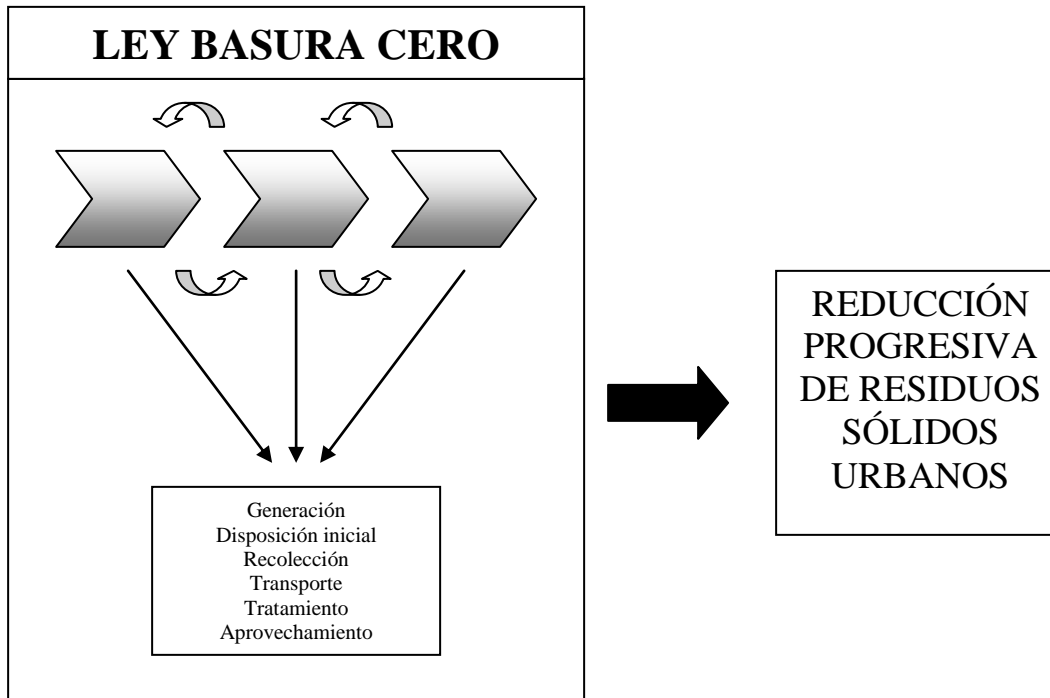 LEY BASURA CERO
Generación
Disposición inicial
Recolección
Transporte
Tratamiento
Aprovechamiento
REDUCCIÓN
PROGRESIVA
DE RESIDUOS
SÓLIDOS
URBANOS